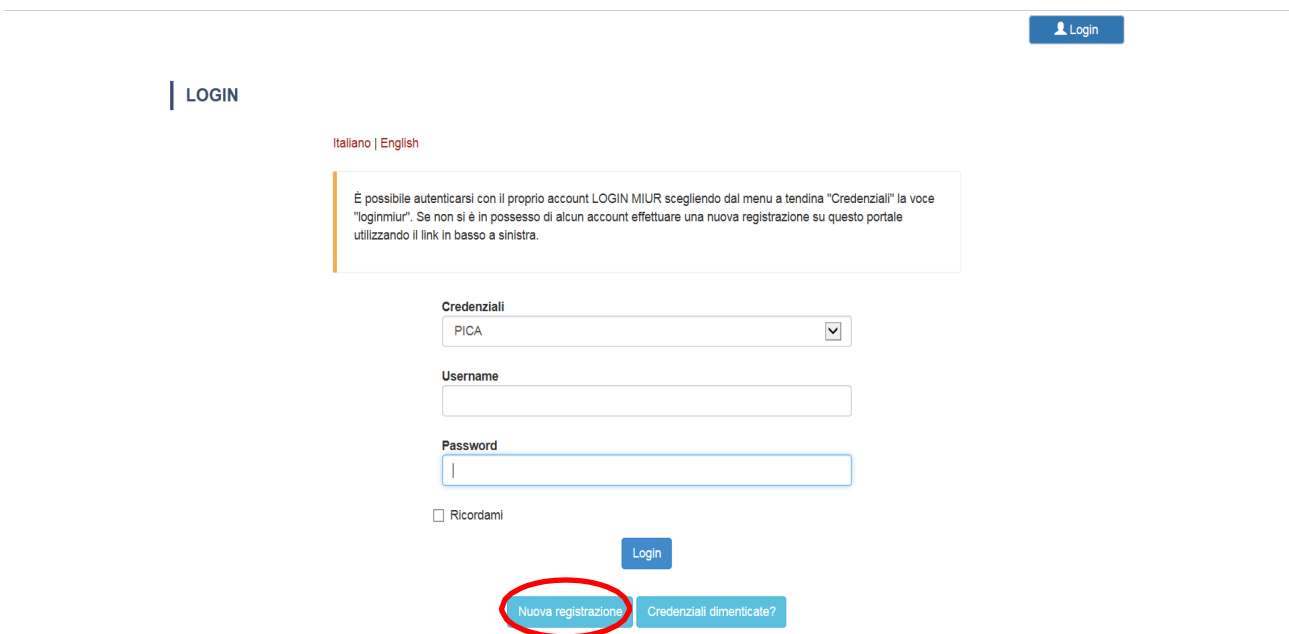 Login
LOGIN
Italiano | English
È possibile autenticarsi con il proprio account LOGIN MIUR scegliendo dal menu a tendina "Credenziali" la voce
"loginmiur". Se non si è in possesso di alcun account effettuare una nuova registrazione su questo portale
utilizzando il link in basso a sinistra.
Credenziali
PICA
Username
Password
Ricordami
Login
Nuova registrazione Credenziali dimenticate?